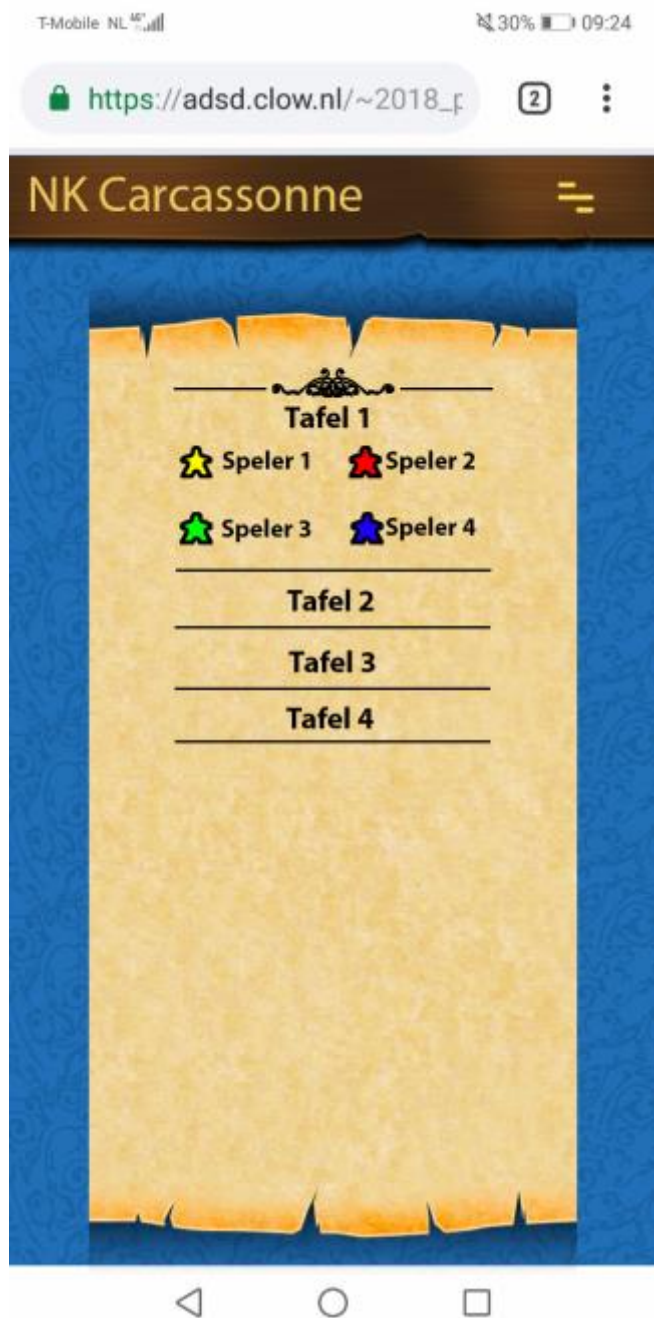 T-Mobile NL 30% 09:24
https://adsd.clow.nl/~2018_p 2
NK Carcassonne
Tafel 1
Speler 1 Speler 2
Speler 3 Speler 4
Tafel 2
Tafel 3
Tafel 4